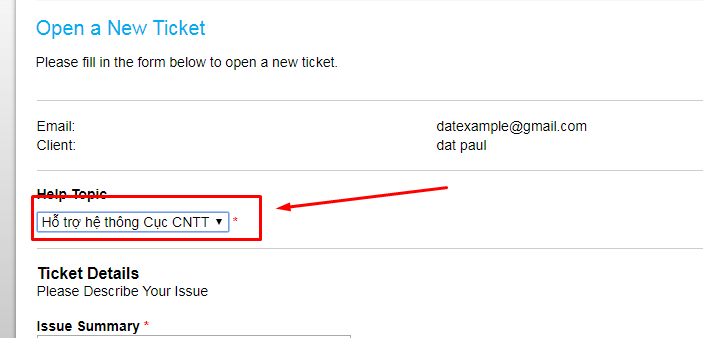 Open a New Ticket
Please fill in the form below to open a new ticket.
Email: datexample@gmail.com
Client: dat paul
Help Topic
Hỗ trợ hệ thông Cục CNTT ▼ *
Ticket Details
Please Describe Your Issue
Issue Summary *